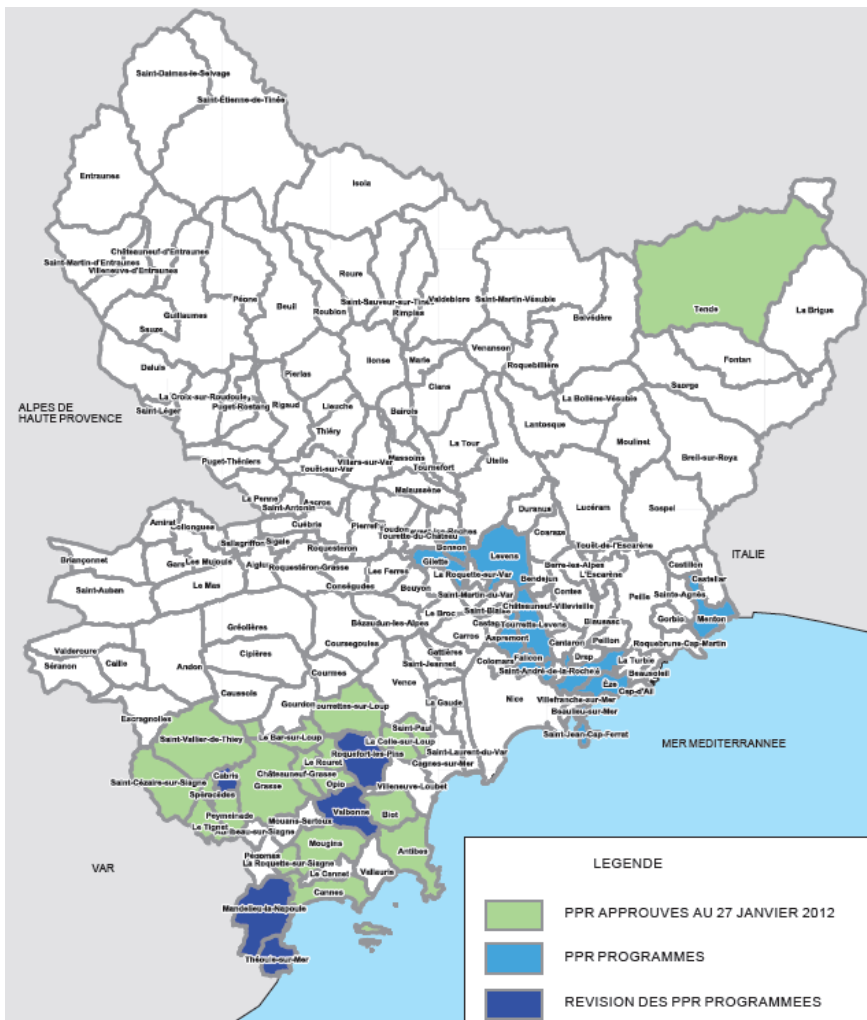 Saint-Dalmas-le-Selvage
Saint-Étienne-de-Tinée
Entraunes
Isola
Châteauneuf-d'Entraunes
Saint-Martin-d'Entraunes
Villeneuve-d'Entraunes
Roure
Saint-Sauveur-sur-Tinée
Valdeblore
Saint-Martin-Vésubie
Péone
Beuil
Roubion
Rimplas
Guillaumes
Sauze
Belvédère
Tende
La Brigue
Venanson
Roquebillière
Fontan
Daluis
Pierlas
Ilonse
Marie
Clans
Saorge
La Croix-sur-Roudoule
Puget-Rostang
Rigaud
Lieuche
Bairols
La Bollène-Vésubie
ALPES DE
HAUTE PROVENCE
Saint-Léger
Thiéry
Lantosque
Moulinet
La Tour
Breil-sur-Roya
Puget-Théniers
Touët-sur-Var
Villars-sur-Var
Massoins
Tournefort
Utelle
Malaussène
La Penne
Saint-Antonin
Ascros
Duranus
Lucéram
Sospel
Amirat
Collongues
Cuébris
Pierrefeu
Toudon
Tourette-du-Château
Coaraze
Touët-de-l'Escarène
Sallagriffon
Sigale
Roquesteron
Bonson
Levens
ITALIE
Briançonnet
Gars
Les Mujouls
Aiglun
Roquestéron-Grasse
Les Ferres
Gilette
La Roquette-sur-Var
Bendejun
Berre-les-Alpes
L'Escarène
Castillon
Castellar
Saint-Auban
Le Mas
Conségudes
Bouyon
Saint-Martin-du-Var
Contes
Peille
Sainte-Agnès
Le Broc
Saint-Blaise
Châteauneuf-Villevieille
Menton
Gréolières
Bézaudun-les-Alpes
Tourrette-Levens
Blausasc
Gorbio
Valderoure
Cipières
Coursegoules
Carros
Aspremont
Cantaron
Peillon
Roquebrune-Cap-Martin
Séranon
Caille
Andon
Gattières
Colomars
Falicon
Drap
La Turbie
Saint-Jeannet
Saint-André-de-la-Roche
Beausoleil
Caussols
Courmes
Vence
Èze
Cap-d'Ail
Escragnolles
Gourdon
Tourrettes-sur-Loup
La Gaude
Nice
Villefranche-sur-Mer
Beaulieu-sur-Mer
Saint-Vallier-de-Thiey
Le Bar-sur-Loup
Saint-Paul
La Colle-sur-Loup
Saint-Jean-Cap-Ferrat
MER MEDITERRANNEE
Roquefort-les-Pins
Saint-Laurent-du-Var
Cagnes-sur-Mer
Le Rouret
Saint-Cézaire-sur-Siagne
Cabris
Châteauneuf-Grasse
Grasse
Opio
Villeneuve-Loubet
Spéracèdes
Peymeinade
Valbonne
Biot
Le Tignet
Mouans-Sartoux
Mougins
Antibes
VAR
Pégomas
La Roquette-sur-Siagne
Le Cannet
Vallauris
Cannes
Mandelieu-la-Napoule
Théoule-sur-Mer
LEGENDE
PPR APPROUVES AU 27 JANVIER 2012
PPR PROGRAMMES
REVISION DES PPR PROGRAMMEES